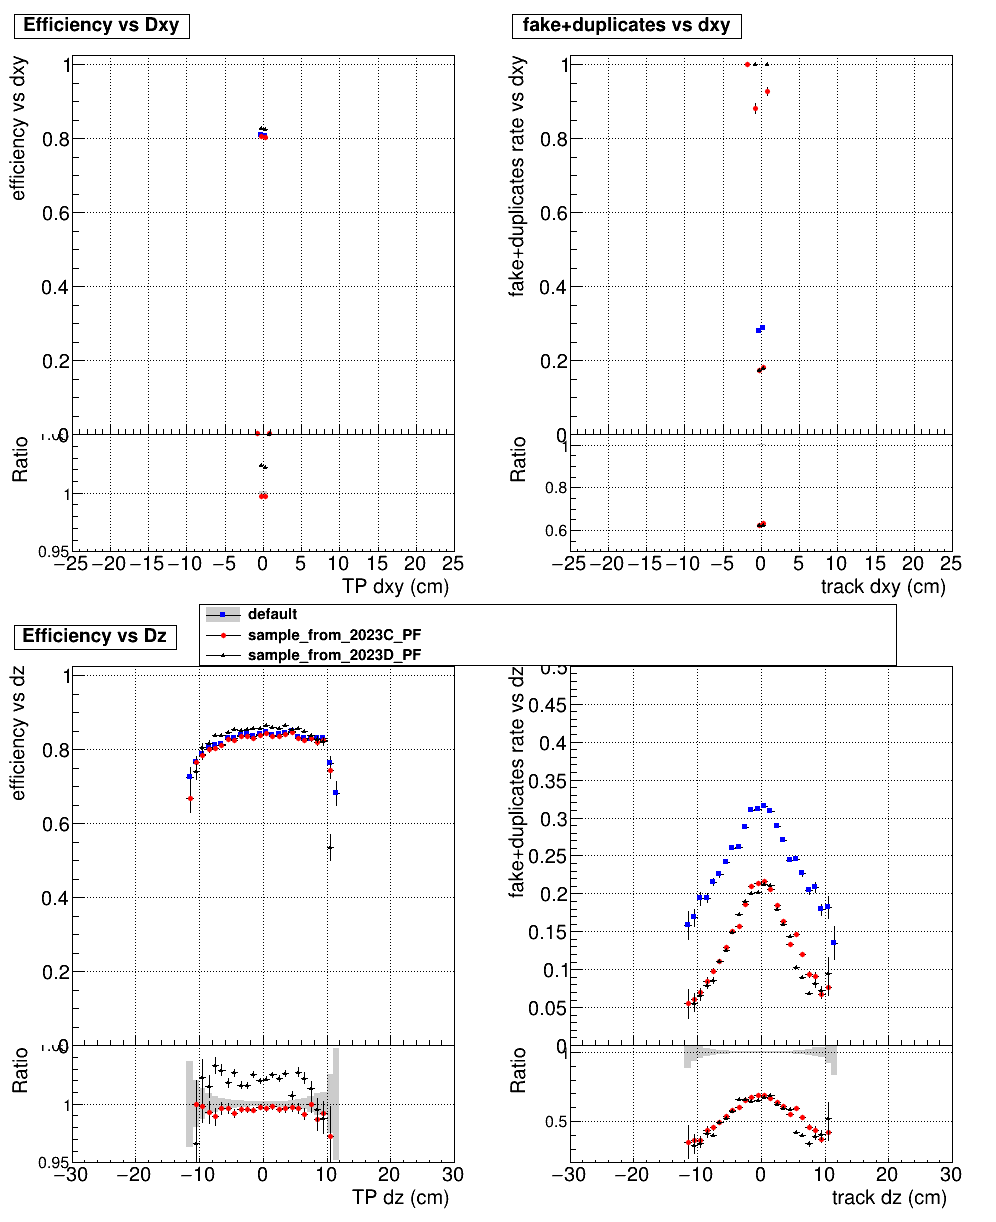 Efficiency vs Dxy
efficiency vs dxy
1
0.8
0.6
0.4
0.2
0
Ratio
1
0.95
−25 −20 −15 −10 −5 0 5 10 15 20 25
TP dxy (cm)
fake+duplicates vs dxy
fake+duplicates rate vs dxy
1
0.8
0.6
0.4
0.2
0
Ratio
1
0.8
0.6
−25 −20 −15 −10 −5 0 5 10 15 20 25
track dxy (cm)
default
sample_from_2023C_PF
sample_from_2023D_PF
Efficiency vs Dz
efficiency vs dz
1
0.8
0.6
0.4
0.2
0
Ratio
1
0.95
−30 −20 −10 0 10 20 30
TP dz (cm)
fake+duplicates rate vs dz
0.5
0.45
0.4
0.35
0.3
0.25
0.2
0.15
0.1
0.05
0
Ratio
1
0.5
−30 −20 −10 0 10 20 30
track dz (cm)